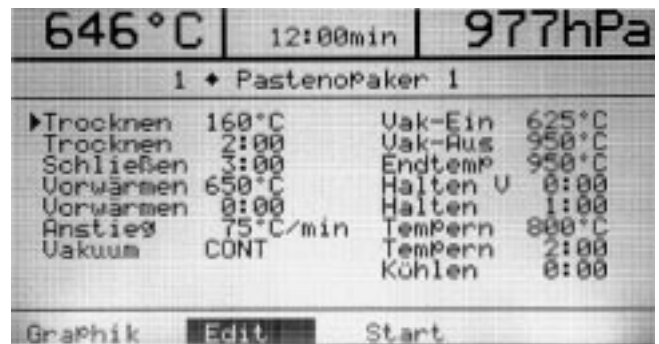 646°C 12:00min 977hPa
1 ◆ Pastenopaker 1
▶Trocknen 160°C Vak-Ein 625°C
Trocknen 2:00 Vak-Aus 950°C
Schließen 3:00 Endtemp 950°C
Vorwärmen 650°C Halten V 0:00
Vorwärmen 0:00 Halten 1:00
Anstieg 75°C/min Tempern 800°C
Vakuum CONT Tempern 2:00
Kühlen 0:00
Graphik Edit Start